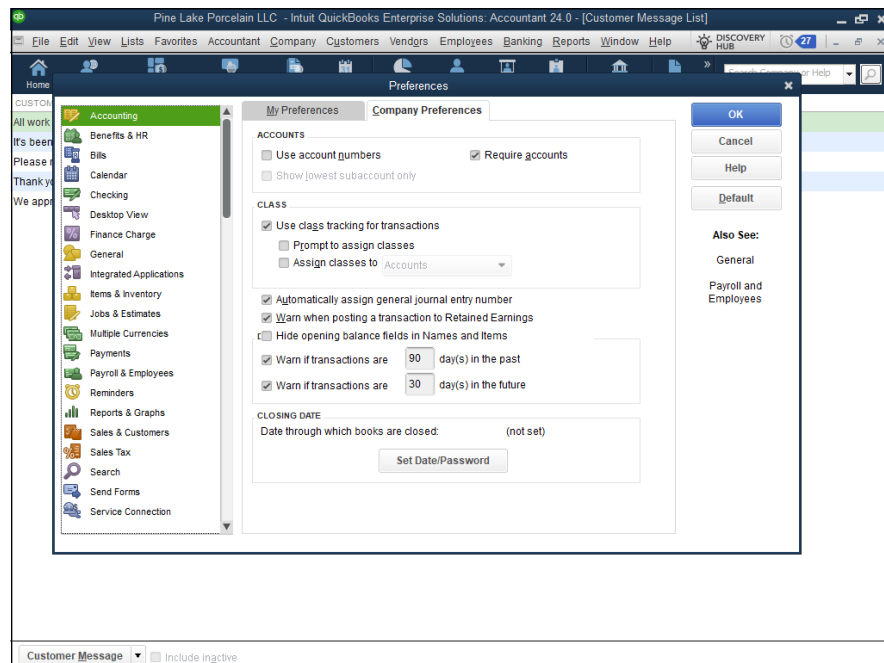 Pine Lake Porcelain LLC - Intuit QuickBooks Enterprise Solutions: Accountant 24.0 - [Customer Message List]
File Edit View Lists Favorites Accountant Company Customers Vendors Employees Banking Reports Window Help DISCOVERY HUB 27
Home
Preferences
CUSTOM
All work
It's been
Please
Thank yo
We appr
Accounting
Benefits & HR
Bills
Calendar
Checking
Desktop View
Finance Charge
General
Integrated Applications
Items & Inventory
Jobs & Estimates
Multiple Currencies
Payments
Payroll & Employees
Reminders
Reports & Graphs
Sales & Customers
Sales Tax
Search
Send Forms
Service Connection
My Preferences Company Preferences
ACCOUNTS
Use account numbers Require accounts
Show lowest subaccount only
CLASS
Use class tracking for transactions
Prompt to assign classes
Assign classes to Accounts
Automatically assign general journal entry number
Warn when posting a transaction to Retained Earnings
Hide opening balance fields in Names and Items
Warn if transactions are 90 day(s) in the past
Warn if transactions are 30 day(s) in the future
CLOSING DATE
Date through which books are closed: (not set)
Set Date/Password
OK
Cancel
Help
Default
Also See:
General
Payroll and
Employees
Customer Message Include inactive